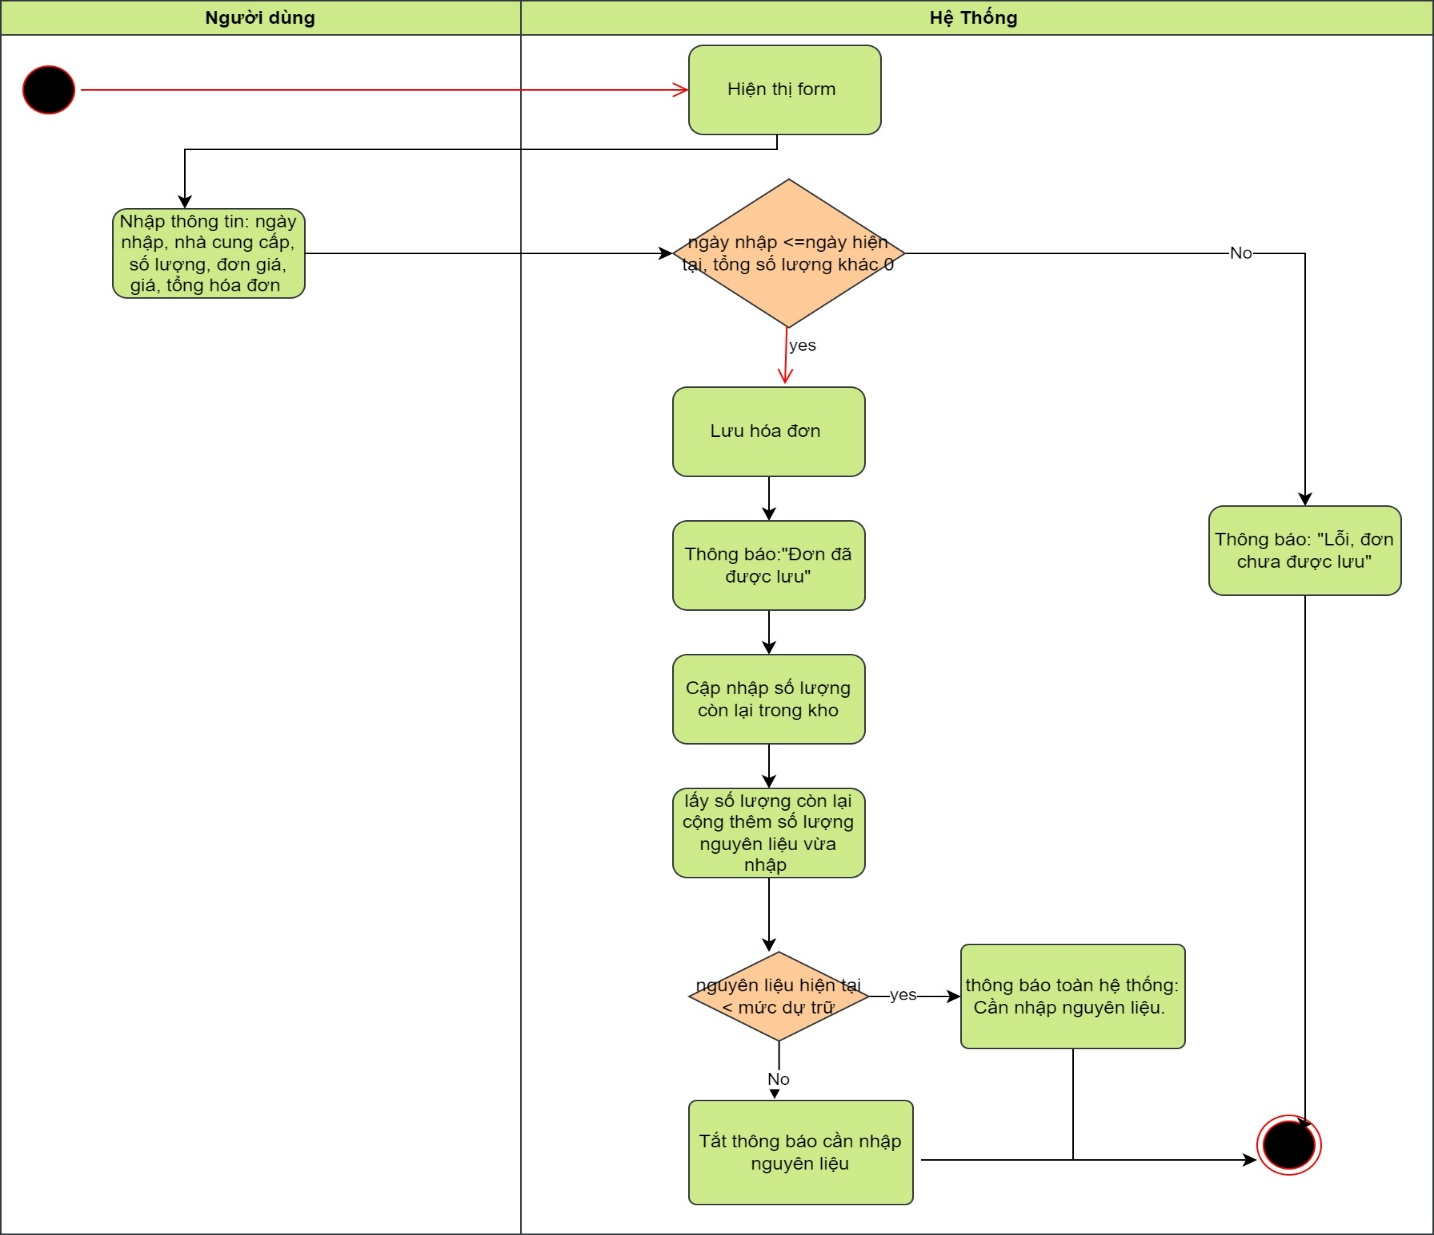 Người dùng
Hệ Thống
Hiện thị form
Nhập thông tin: ngày
nhập, nhà cung cấp,
số lượng, đơn giá,
giá, tổng hóa đơn
ngày nhập <=ngày hiện
tại, tổng số lượng khác 0
No
yes
Lưu hóa đơn
Thông báo:"Đơn đã
được lưu"
Thông báo: "Lỗi, đơn
chưa được lưu"
Cập nhập số lượng
còn lại trong kho
lấy số lượng còn lại
cộng thêm số lượng
nguyên liệu vừa
nhập
nguyên liệu hiện tại
< mức dự trữ
yes
thông báo toàn hệ thống:
Cần nhập nguyên liệu.
No
Tắt thông báo cần nhập
nguyên liệu